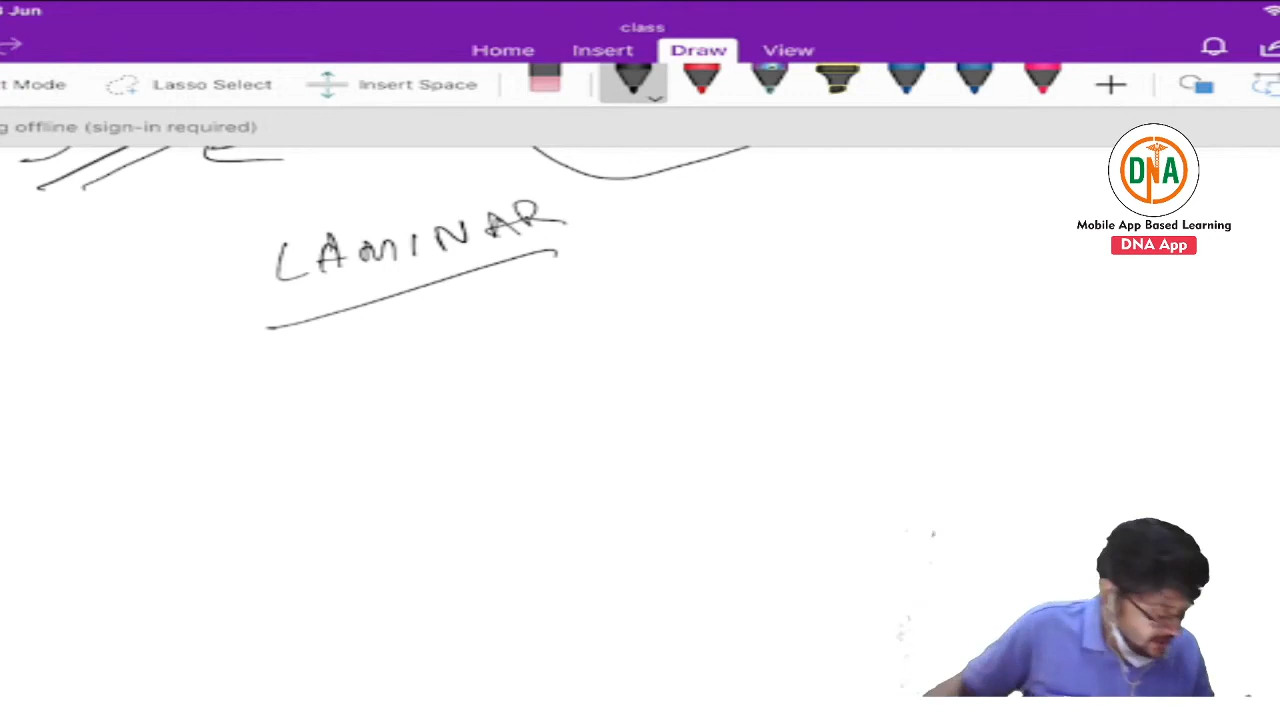 Jun
class
Home Insert Draw View
t Mode Lasso Select Insert Space
g offline (sign-in required)
DNA
Mobile App Based Learning
DNA App
LAMINAR